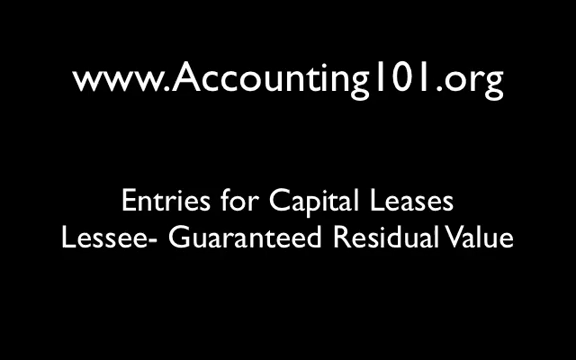 www.Accounting101.org
Entries for Capital Leases
Lessee- Guaranteed Residual Value